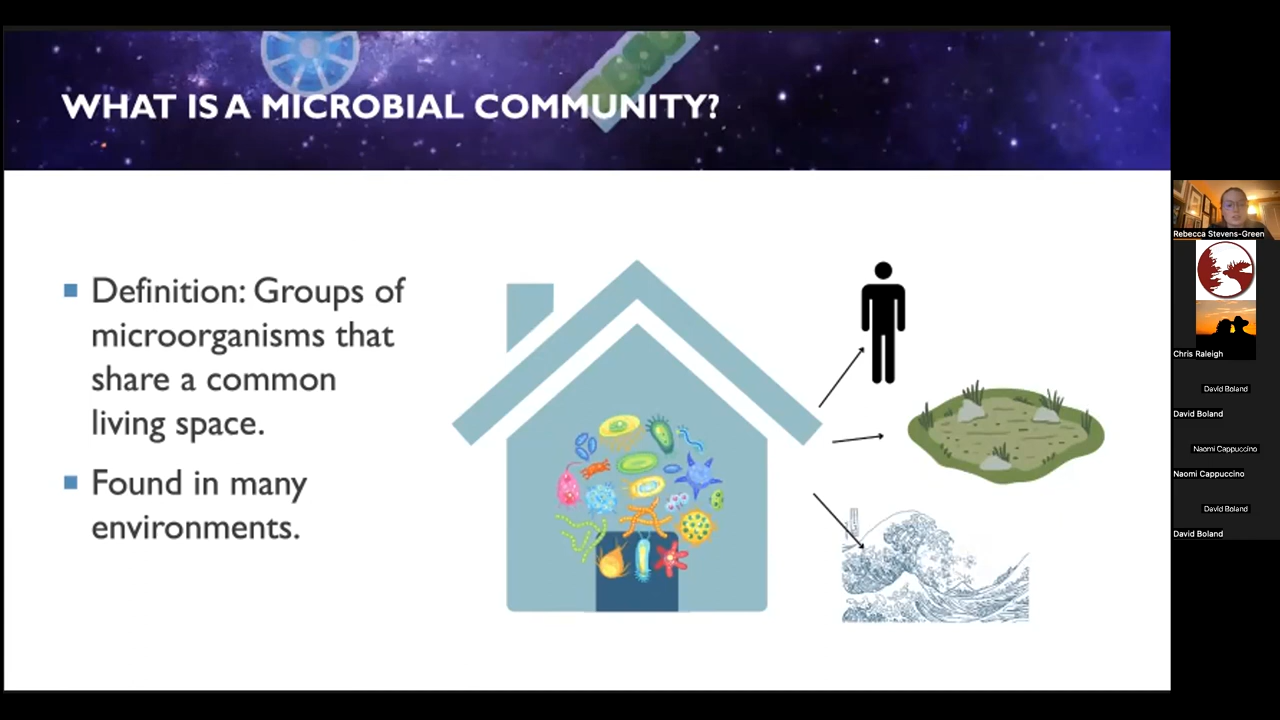 WHAT IS A MICROBIAL COMMUNITY?
Definition: Groups of
microorganisms that
share a common
living space.
Found in many
environments.
Rebecca Stevens-Green
Chris Raleigh
David Boland
David Boland
Naomi Cappuccino
Naomi Cappuccino
David Boland
David Boland